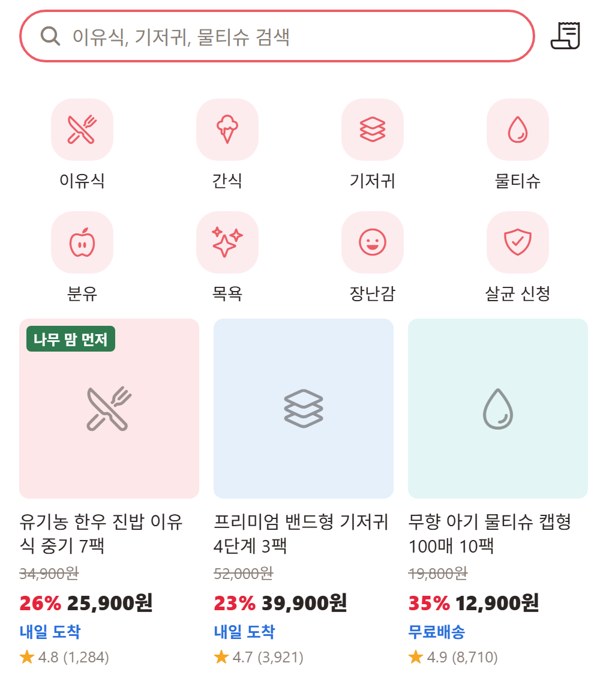 이유식, 기저귀, 물티슈 검색
이유식
간식
기저귀
물티슈
분유
목욕
장난감
살균 신청
나무 맘 먼저
유기농 한우 진밥 이유
식 중기 7팩
34,900원
26% 25,900원
내일 도착
4.8 (1,284)
프리미엄 밴드형 기저귀
4단계 3팩
52,000원
23% 39,900원
내일 도착
4.7 (3,921)
무향 아기 물티슈 캡형
100매 10팩
19,800원
35% 12,900원
무료배송
4.9 (8,710)